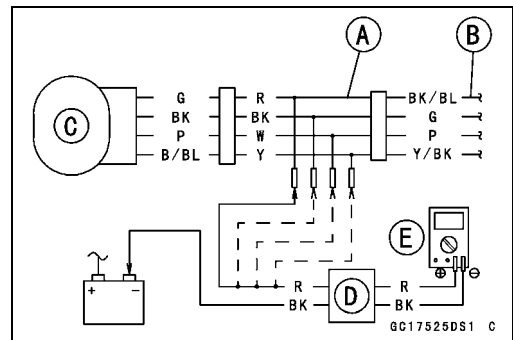 A B
G R BK/BL
BK BK G
C P W P
B/BL Y Y/BK
E
R D R ⊕ ⊖
+ − BK BK
GC17525DS1 C